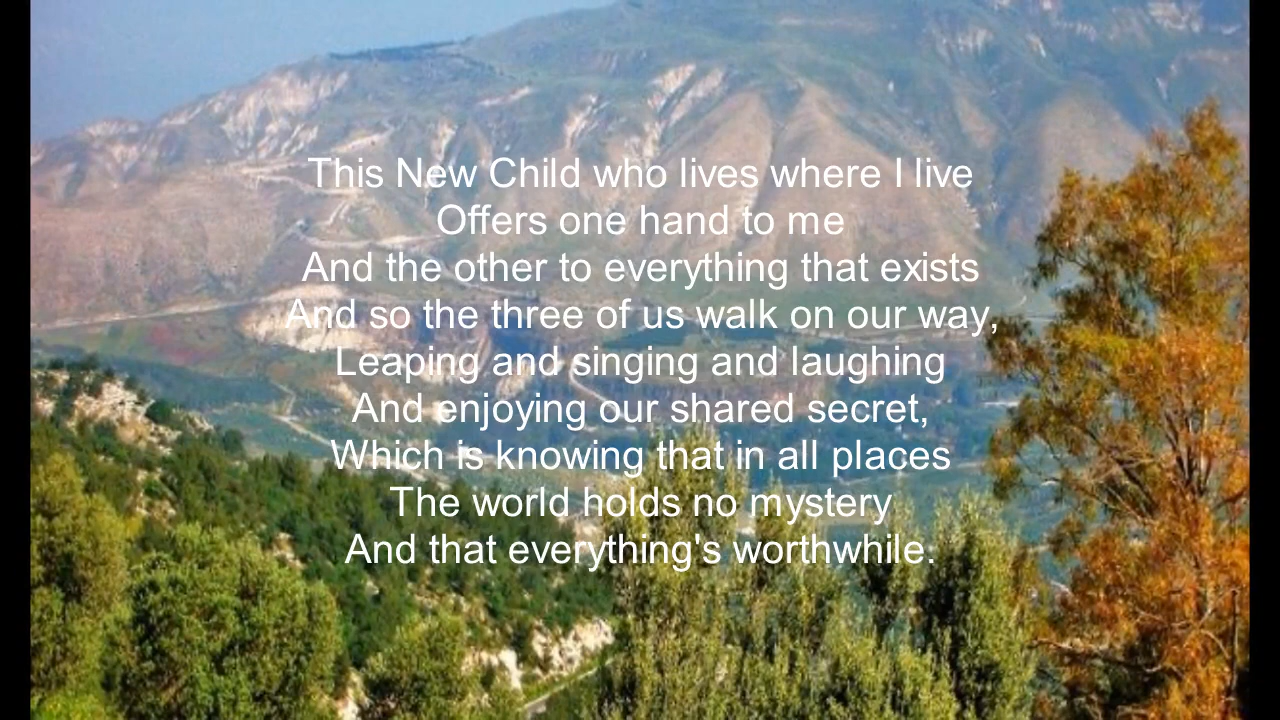 This New Child who lives where I live
Offers one hand to me
And the other to everything that exists
And so the three of us walk on our way,
Leaping and singing and laughing
And enjoying our shared secret,
Which is knowing that in all places
The world holds no mystery
And that everything's worthwhile.